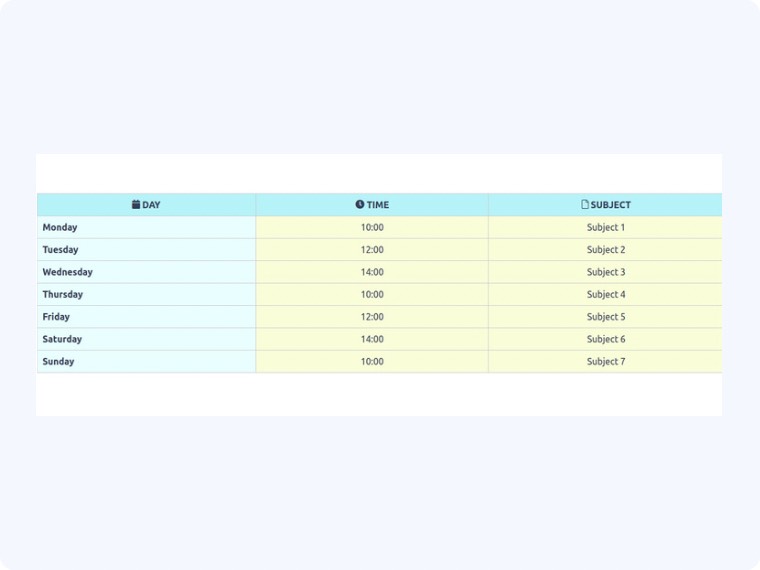 DAY TIME SUBJECT
Monday 10:00 Subject 1
Tuesday 12:00 Subject 2
Wednesday 14:00 Subject 3
Thursday 10:00 Subject 4
Friday 12:00 Subject 5
Saturday 14:00 Subject 6
Sunday 10:00 Subject 7